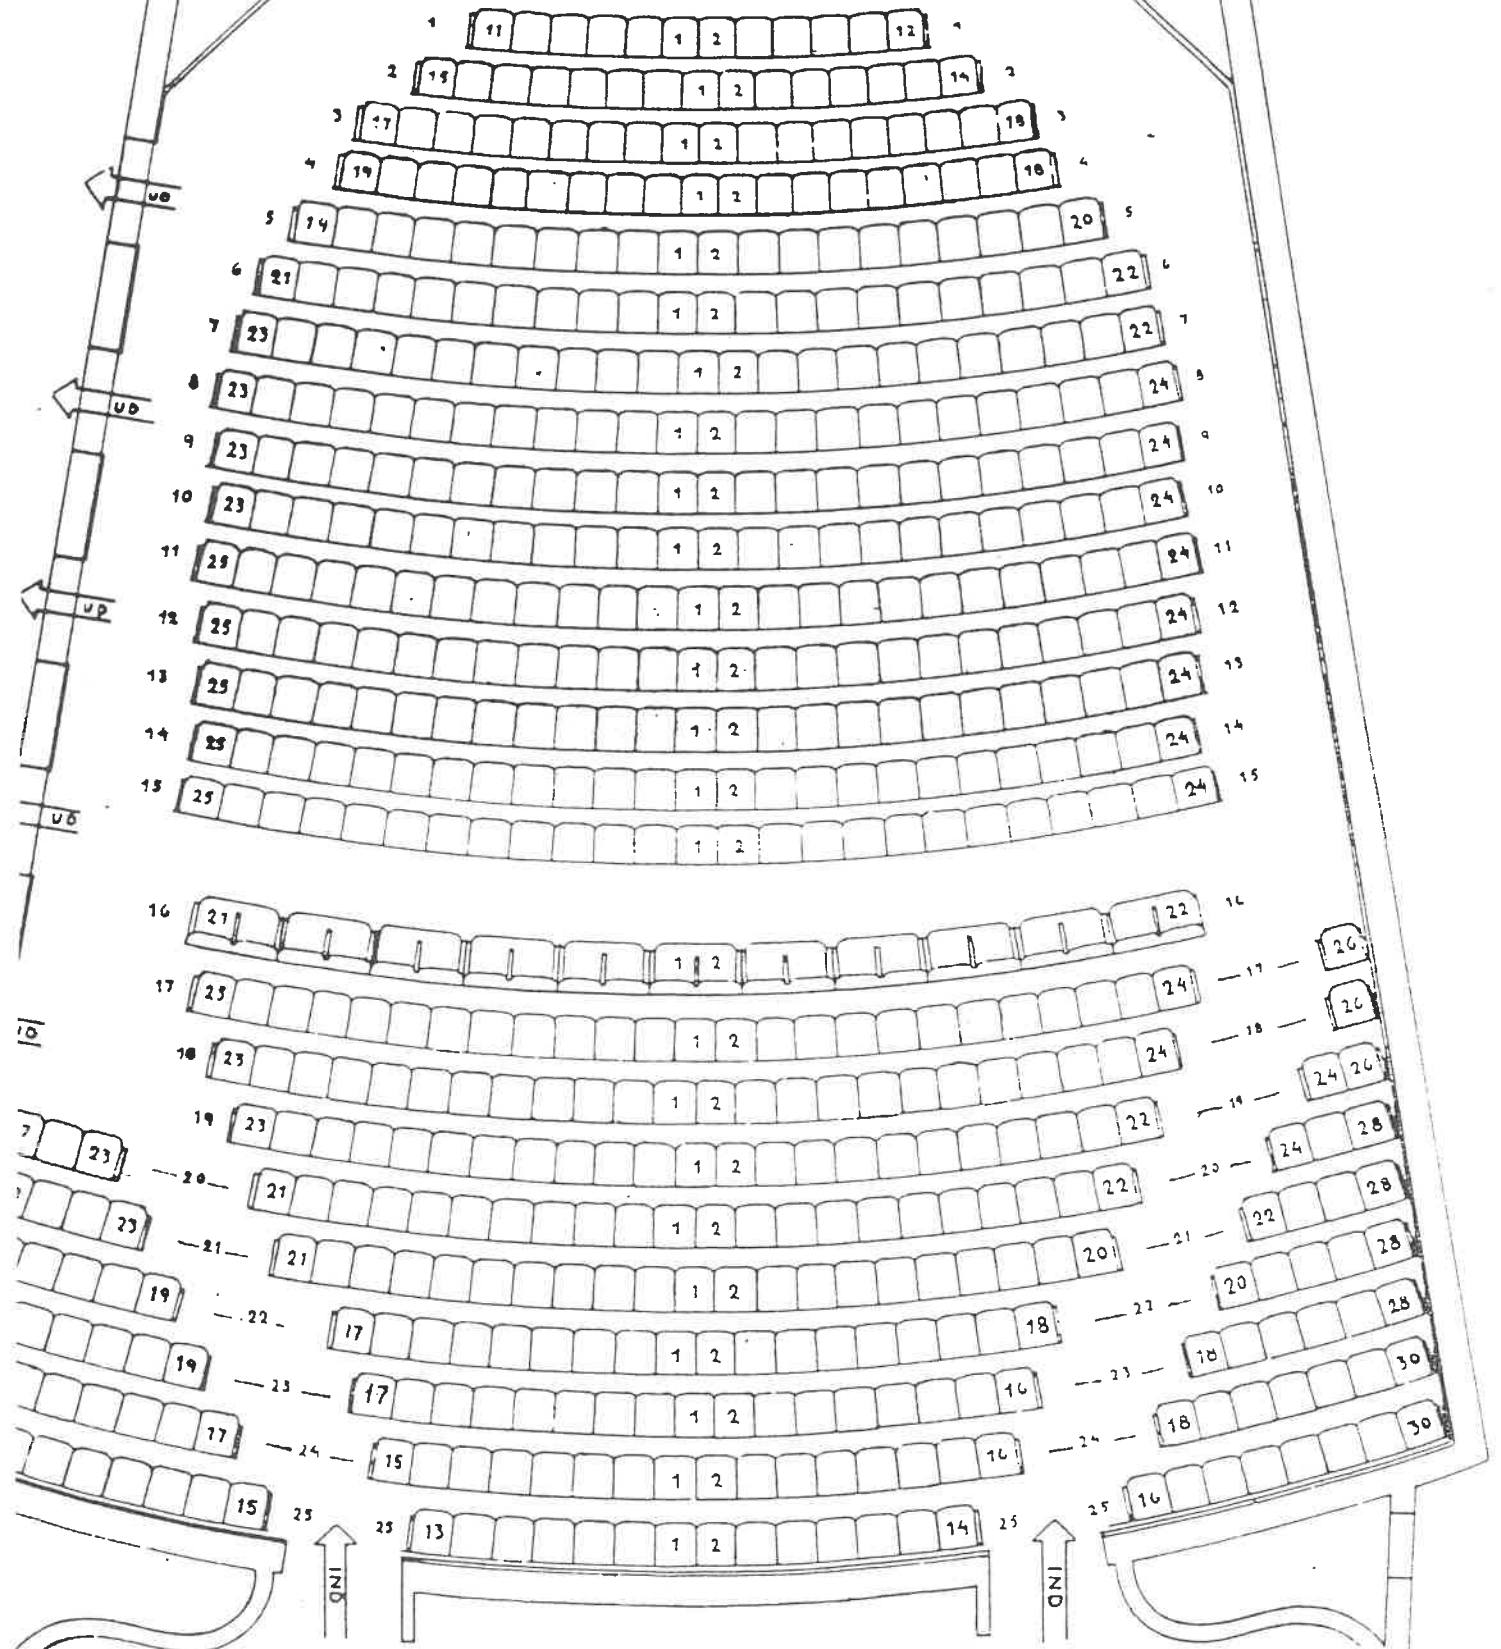 1 11 1 2 12 1
2 15 1 2 14 2
3 17 1 2 18 3
4 19 1 2 18 4
UD
5 19 1 2 20 5
6 21 1 2 22 6
7 23 1 2 22 7
8 23 1 2 24 8
UD
9 23 1 2 24 9
10 23 1 2 24 10
11 25 1 2 24 11
UD
12 25 1 2 24 12
13 25 1 2 24 13
14 25 1 2 24 14
15 25 1 2 24 15
UD
16 21 1 2 22 16
17 25 1 2 24 17 26
18 23 1 2 24 18 26
19 23 1 2 22 19 24 26
23 20 21 1 2 22 20 24 28
23 21 21 1 2 20 21 22 28
19 22 17 1 2 18 22 20 28
19 23 17 1 2 16 23 18 28
17 24 15 1 2 16 24 18 30
15 25 25 13 1 2 14 25 25 16 30
IND IND